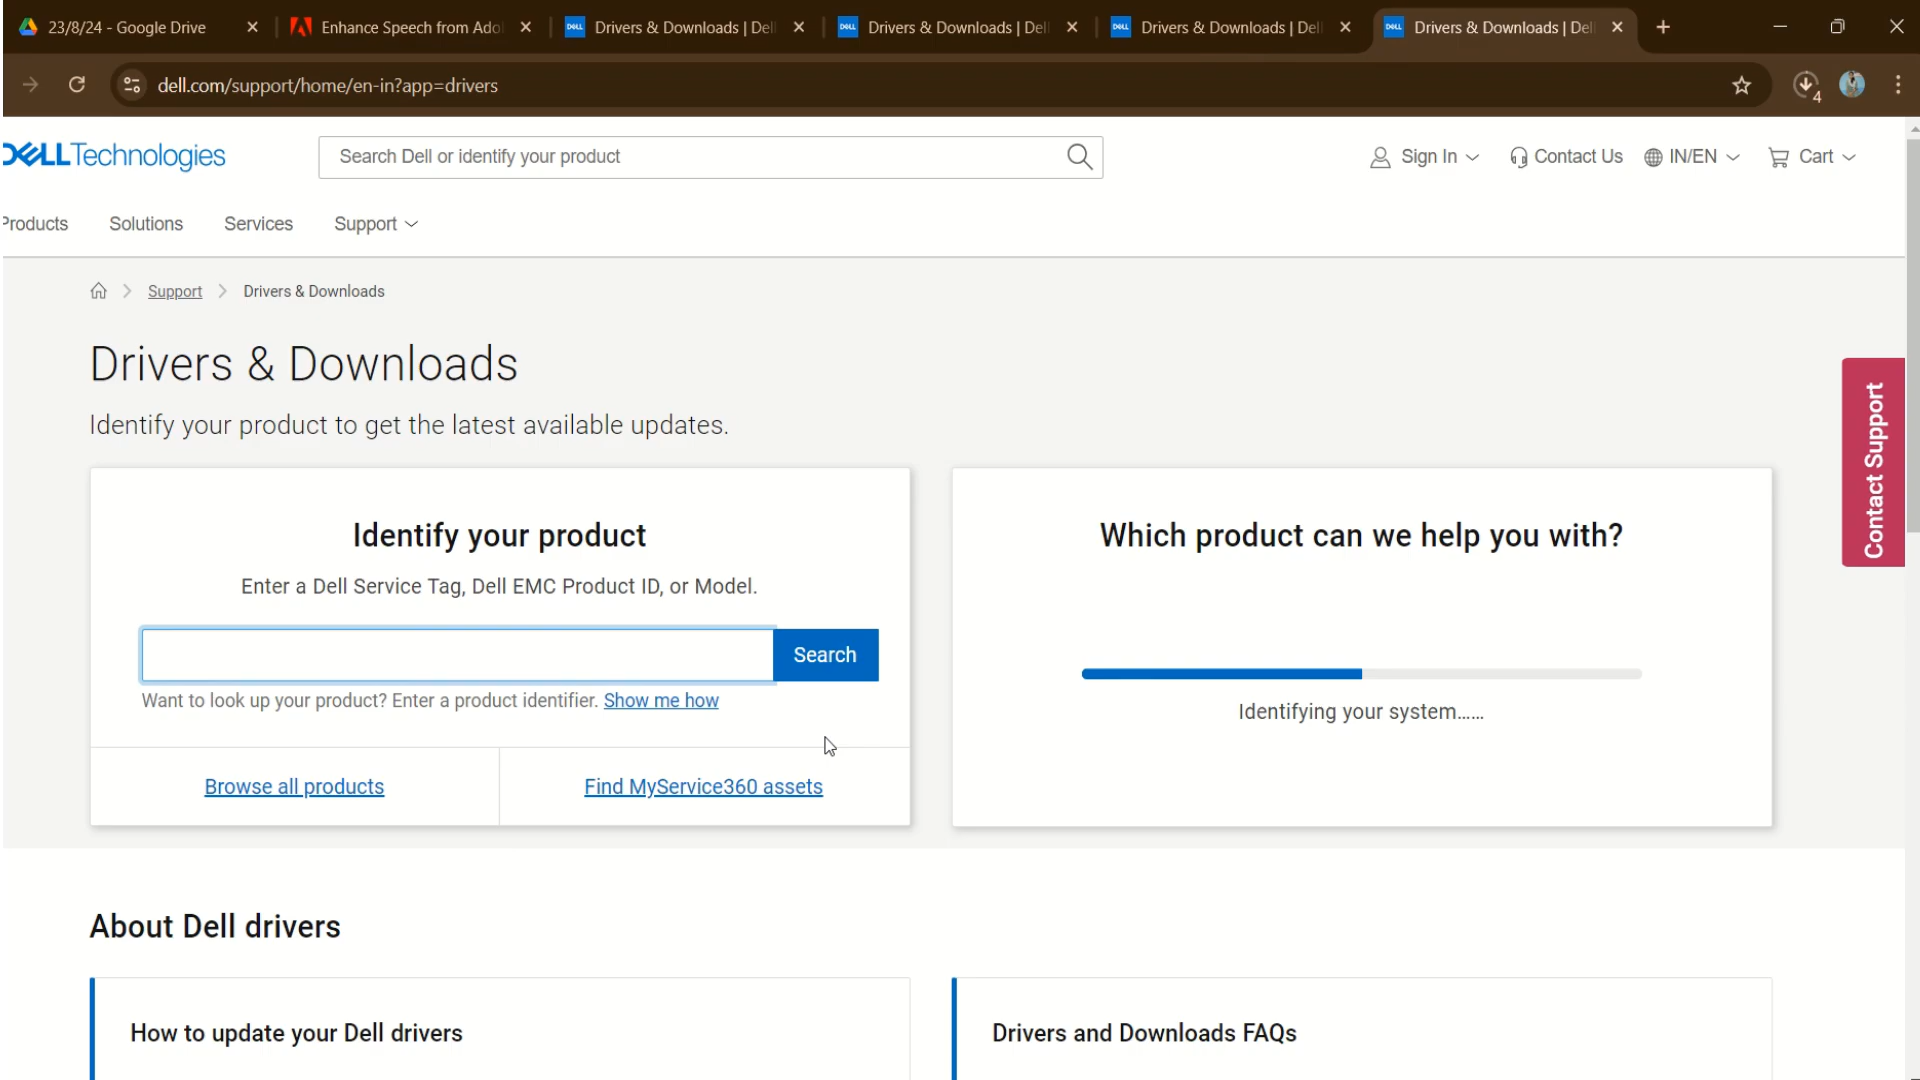 23/8/24 - Google Drive
Enhance Speech from Ado
Drivers & Downloads | Dell
Drivers & Downloads | Dell
Drivers & Downloads | Dell
Drivers & Downloads | Dell
dell.com/support/home/en-in?app=drivers
4
DELL Technologies
Search Dell or identify your product
Sign In
Contact Us
IN/EN
Cart
Products
Solutions
Services
Support
Support
Drivers & Downloads
Drivers & Downloads
Identify your product to get the latest available updates.
Contact Support
Identify your product
Enter a Dell Service Tag, Dell EMC Product ID, or Model.
Search
Want to look up your product? Enter a product identifier. Show me how
Browse all products
Find MyService360 assets
Which product can we help you with?
Identifying your system......
About Dell drivers
How to update your Dell drivers
Drivers and Downloads FAQs